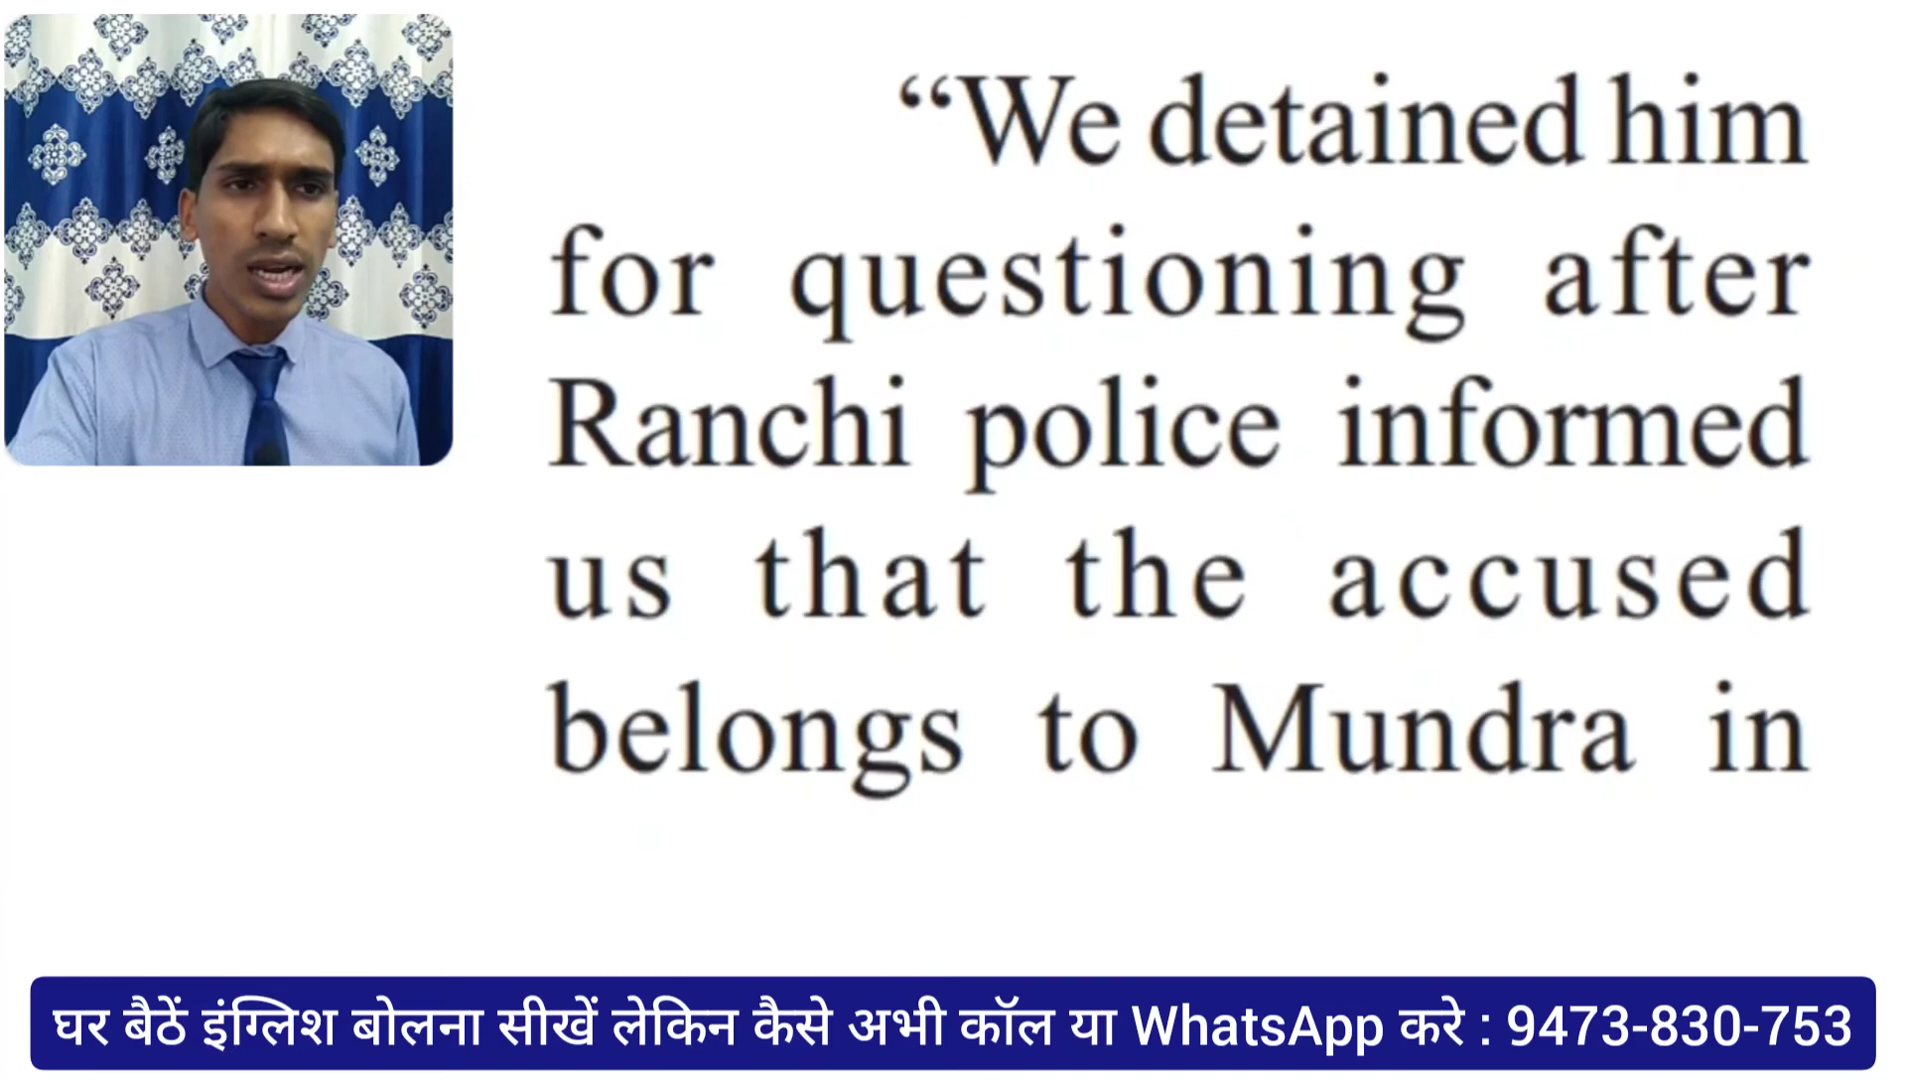 “We detained him
for questioning after
Ranchi police informed
us that the accused
belongs to Mundra in
घर बैठें इंग्लिश बोलना सीखें लेकिन कैसे अभी कॉल या WhatsApp करे : 9473-830-753